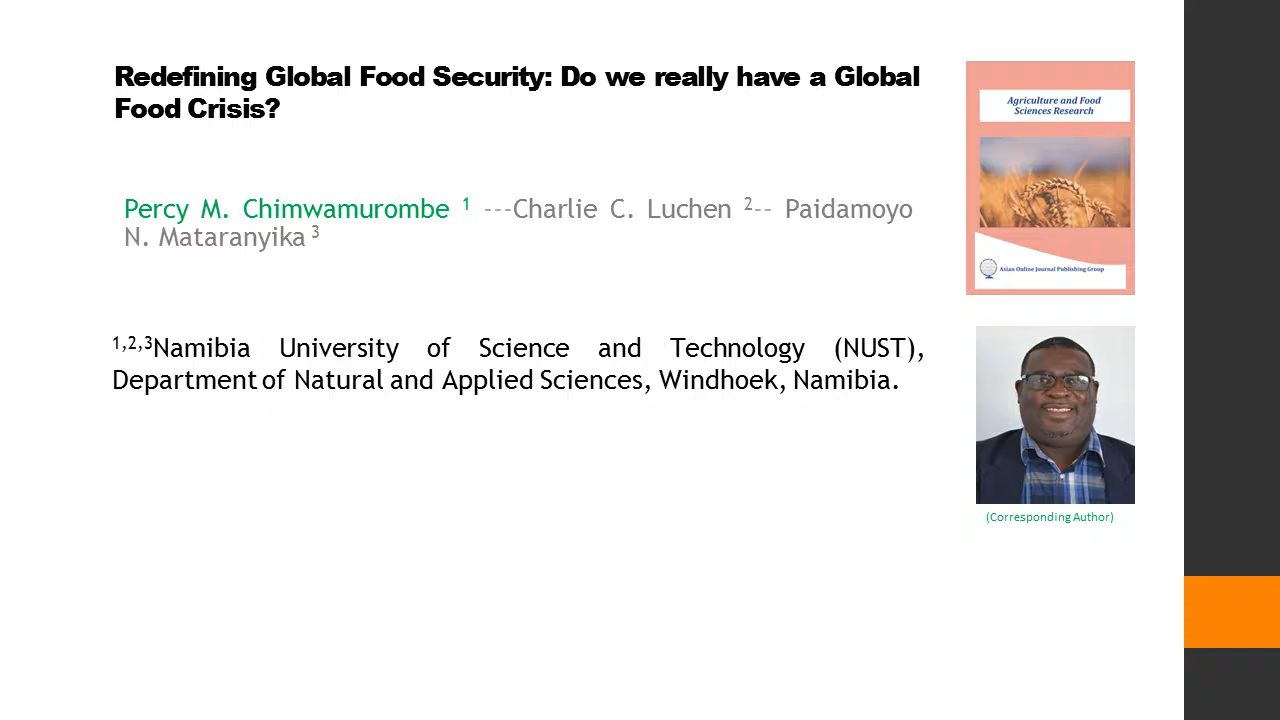 Redefining Global Food Security: Do we really have a Global
Food Crisis?
Percy M. Chimwamurombe 1 ---Charlie C. Luchen 2-- Paidamoyo
N. Mataranyika 3
1,2,3Namibia University of Science and Technology (NUST),
Department of Natural and Applied Sciences, Windhoek, Namibia.
Agriculture and Food
Sciences Research
Asian Online Journal Publishing Group
(Corresponding Author)